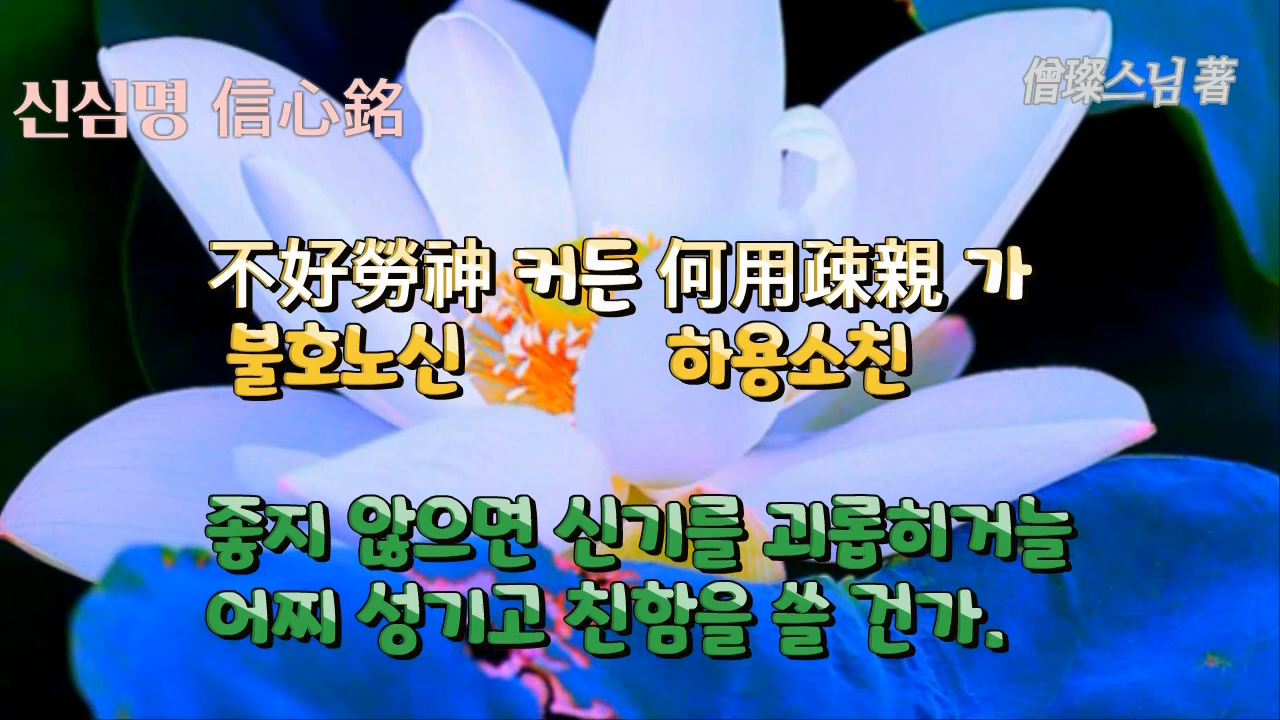 신심명 信心銘
僧璨스님 著
不好勞神 커든 何用疎親 가
불호노신 하용소친
좋지 않으면 신기를 괴롭히거늘
어찌 성기고 친함을 쓸 건가.